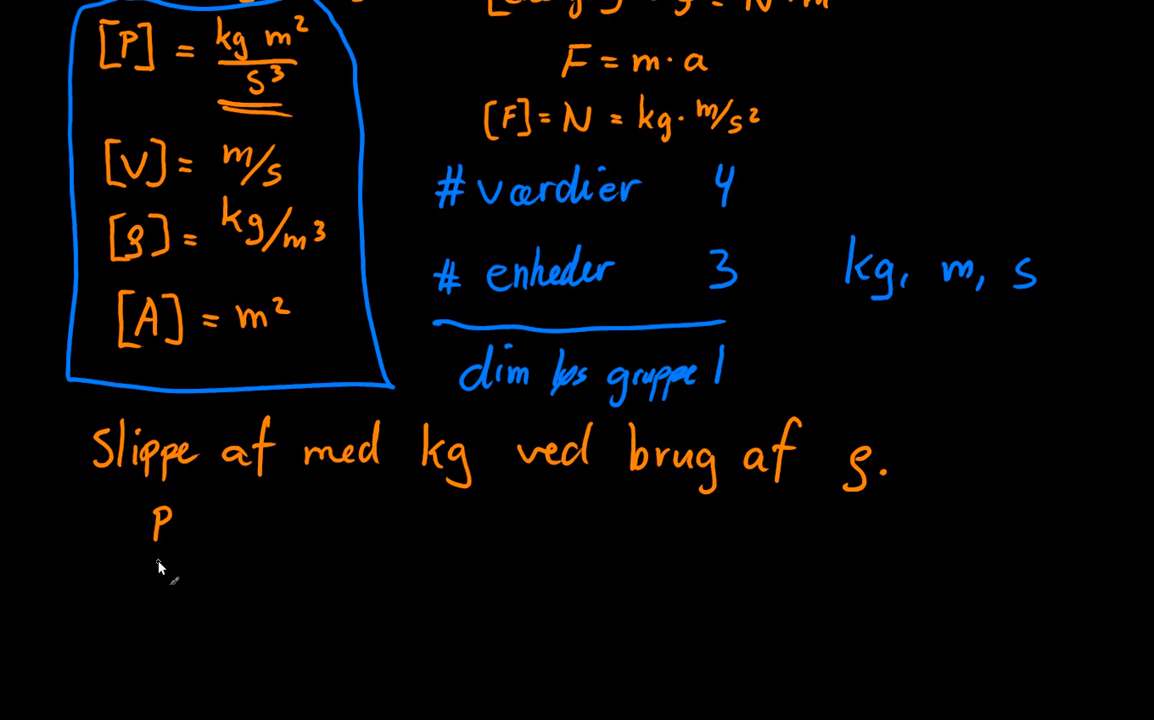 [P] = kg m² / s³
[V] = m/s
[ρ] = kg/m³
[A] = m²
F = m · a
[F] = N = kg · m/s²
# værdier 4
# enheder 3 kg, m, s
dim løs gruppe 1
Slippe af med kg ved brug af ρ.
P